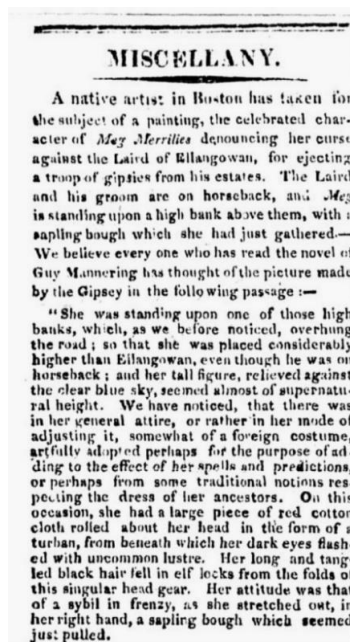 MISCELLANY.
A native artist in Boston has taken for
the subject of a painting, the celebrated char-
acter of Meg Merrilies denouncing her curse
against the Laird of Ellangowan, for ejecting
a troop of gipsies from his estates. The Laird
and his groom are on horseback, and Meg
is standing upon a high bank above them, with a
sapling bough which she had just gathered.—
We believe every one who has read the novel of
Guy Mannering has thought of the picture made
by the Gipsey in the following passage :—
"She was standing upon one of those high
banks, which, as we before noticed, overhung
the road ; so that she was placed considerably
higher than Ellangowan, even though he was on
horseback ; and her tall figure, relieved against
the clear blue sky, seemed almost of supernatu-
ral height. We have noticed, that there was
in her general attire, or rather in her mode of
adjusting it, somewhat of a foreign costume,
artfully adopted perhaps for the purpose of ad-
ding to the effect of her spells and predictions,
or perhaps from some traditional notions res-
pecting the dress of her ancestors. On this
occasion, she had a large piece of red cotton
cloth rolled about her head in the form of a
turban, from beneath which her dark eyes flash-
ed with uncommon lustre. Her long and tang-
led black hair fell in elf locks from the folds of
this singular head gear. Her attitude was that
of a sybil in frenzy, as she stretched out, in
her right hand, a sapling bough which seemed
just pulled.